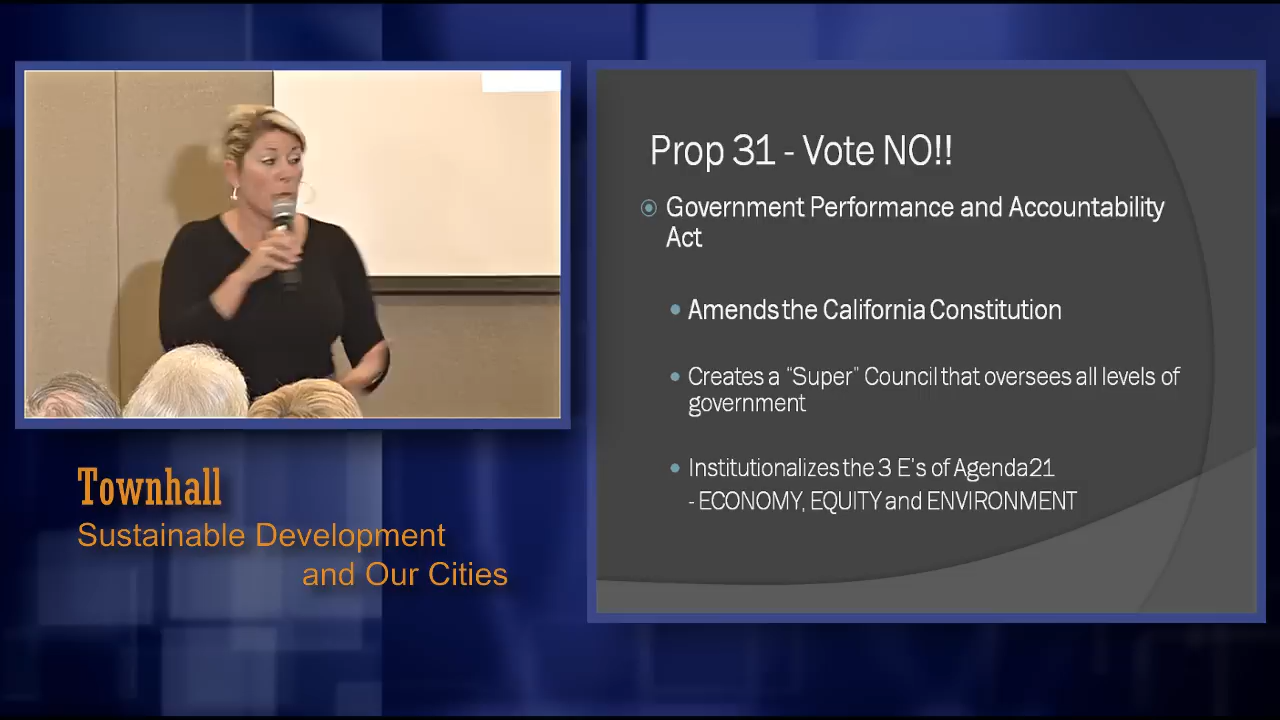 Prop 31 - Vote NO!!
Government Performance and Accountability
Act
Amends the California Constitution
Creates a “Super” Council that oversees all levels of
government
Institutionalizes the 3 E's of Agenda21
- ECONOMY, EQUITY and ENVIRONMENT
Townhall
Sustainable Development
and Our Cities